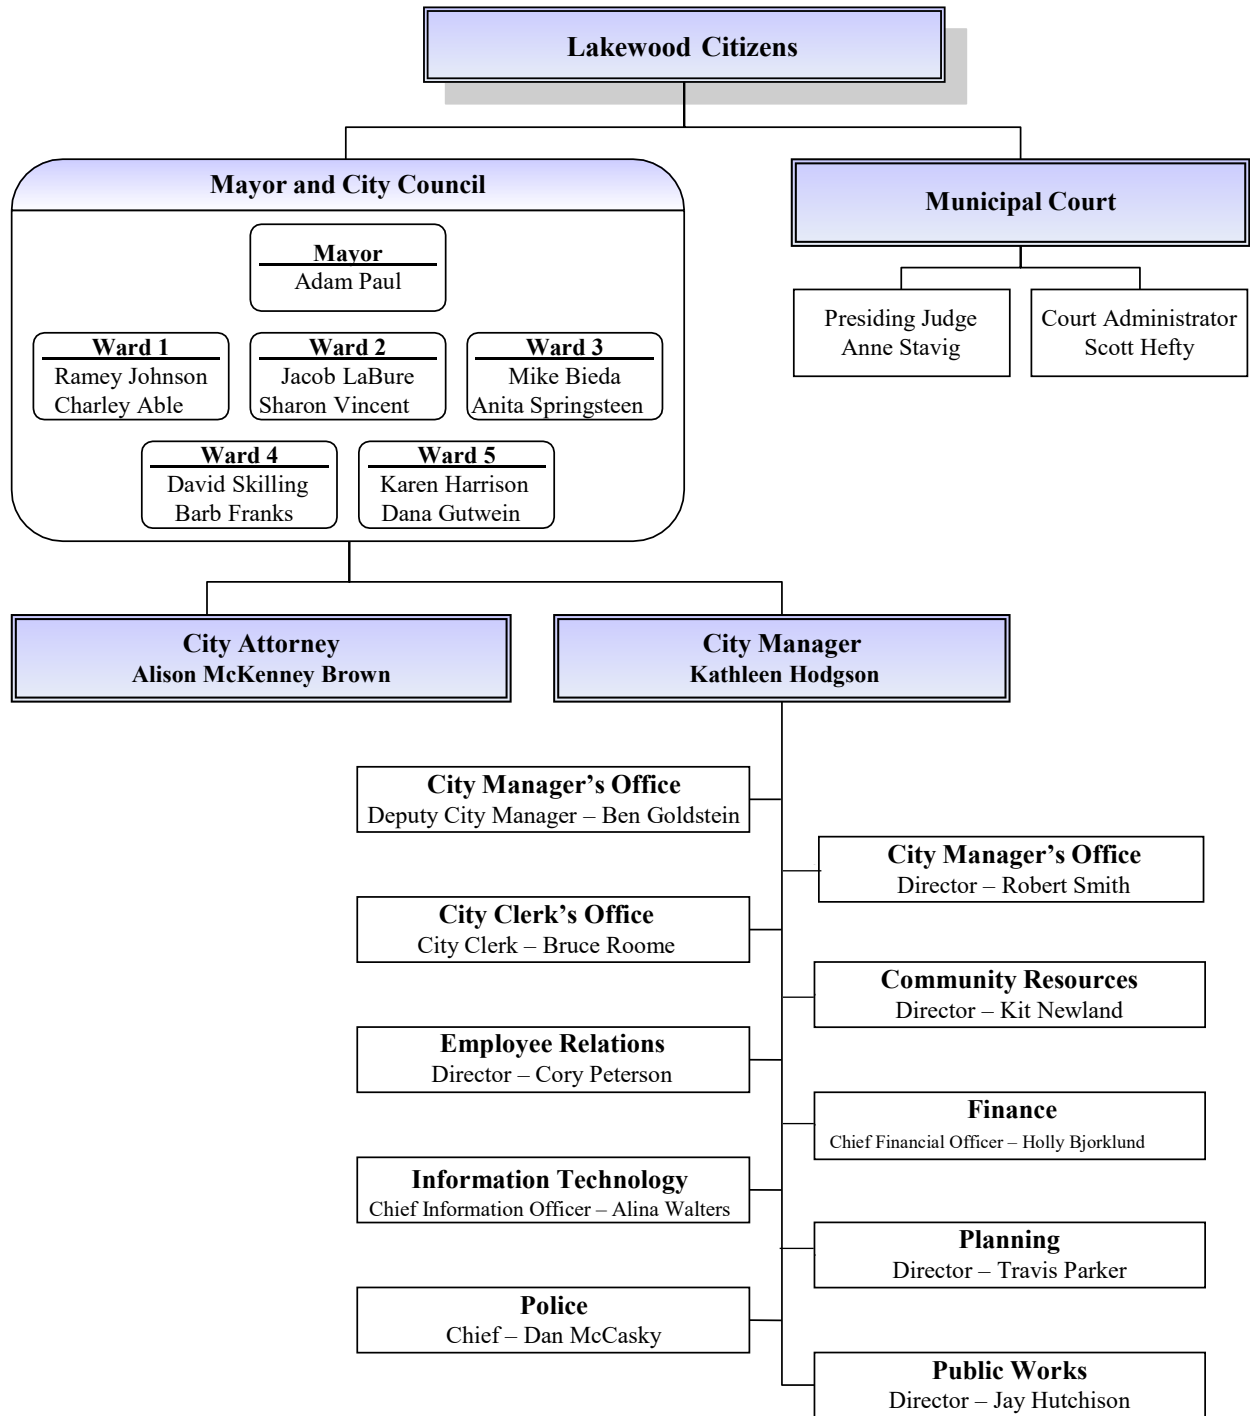 Lakewood Citizens
Mayor and City Council
Mayor
Adam Paul
Ward 1
Ramey Johnson
Charley Able
Ward 2
Jacob LaBure
Sharon Vincent
Ward 3
Mike Bieda
Anita Springsteen
Ward 4
David Skilling
Barb Franks
Ward 5
Karen Harrison
Dana Gutwein
Municipal Court
Presiding Judge
Anne Stavig
Court Administrator
Scott Hefty
City Attorney
Alison McKenney Brown
City Manager
Kathleen Hodgson
City Manager’s Office
Deputy City Manager – Ben Goldstein
City Manager’s Office
Director – Robert Smith
City Clerk’s Office
City Clerk – Bruce Roome
Community Resources
Director – Kit Newland
Employee Relations
Director – Cory Peterson
Finance
Chief Financial Officer – Holly Bjorklund
Information Technology
Chief Information Officer – Alina Walters
Planning
Director – Travis Parker
Police
Chief – Dan McCasky
Public Works
Director – Jay Hutchison